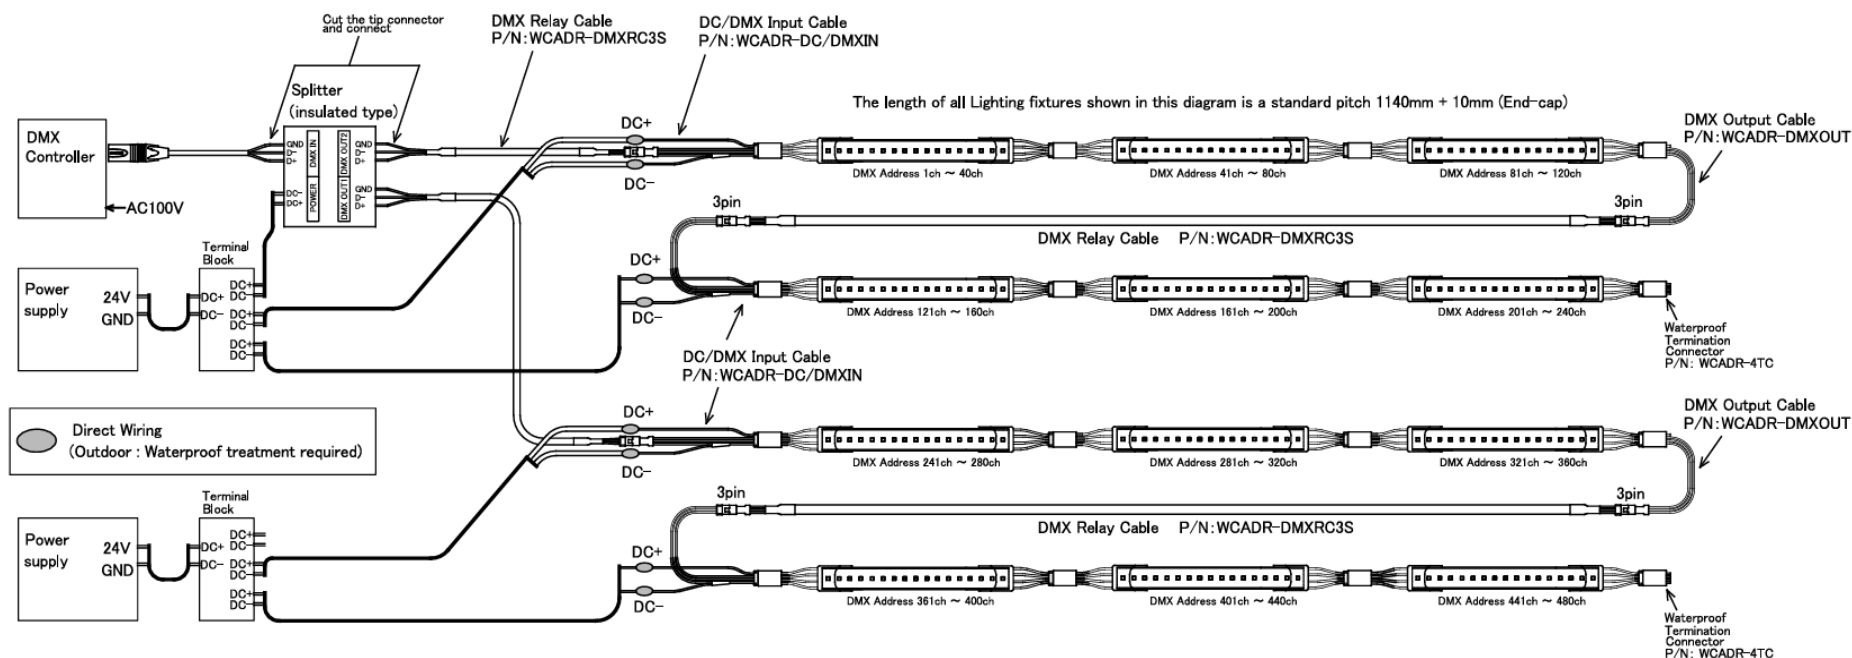 Cut the tip connector
and connect
DMX Relay Cable
P/N:WCADR-DMXRC3S
DC/DMX Input Cable
P/N:WCADR-DC/DMXIN
Splitter
(insulated type)
The length of all Lighting fixtures shown in this diagram is a standard pitch 1140mm + 10mm (End-cap)
DMX
Controller
AC100V
GND
D-
D+
DMX IN
DMX OUT2
GND
D-
D+
DC-
DC+
POWER
DMX OUT1
GND
D-
D+
DC+
DC-
DMX Address 1ch ~ 40ch
DMX Address 41ch ~ 80ch
DMX Address 81ch ~ 120ch
DMX Output Cable
P/N:WCADR-DMXOUT
3pin
3pin
DMX Relay Cable P/N:WCADR-DMXRC3S
Power
supply
24V
GND
Terminal
Block
DC+
DC-
DC+
DC-
DC+
DC-
DC+
DC-
DC+
DC-
DMX Address 121ch ~ 160ch
DMX Address 161ch ~ 200ch
DMX Address 201ch ~ 240ch
Waterproof
Termination
Connector
P/N: WCADR-4TC
DC/DMX Input Cable
P/N:WCADR-DC/DMXIN
Direct Wiring
(Outdoor : Waterproof treatment required)
DC+
DC-
DMX Address 241ch ~ 280ch
DMX Address 281ch ~ 320ch
DMX Address 321ch ~ 360ch
DMX Output Cable
P/N:WCADR-DMXOUT
3pin
3pin
DMX Relay Cable P/N:WCADR-DMXRC3S
Power
supply
24V
GND
Terminal
Block
DC+
DC-
DC+
DC-
DC+
DC-
DC+
DC-
DC+
DC-
DMX Address 361ch ~ 400ch
DMX Address 401ch ~ 440ch
DMX Address 441ch ~ 480ch
Waterproof
Termination
Connector
P/N: WCADR-4TC